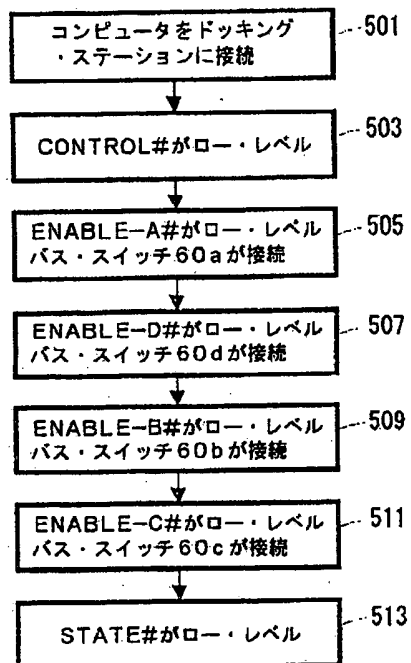 コンピュータをドッキング
・ステーションに接続
501
CONTROL#がロー・レベル
503
ENABLE-A#がロー・レベル
バス・スイッチ60aが接続
505
ENABLE-D#がロー・レベル
バス・スイッチ60dが接続
507
ENABLE-B#がロー・レベル
バス・スイッチ60bが接続
509
ENABLE-C#がロー・レベル
バス・スイッチ60cが接続
511
STATE#がロー・レベル
513